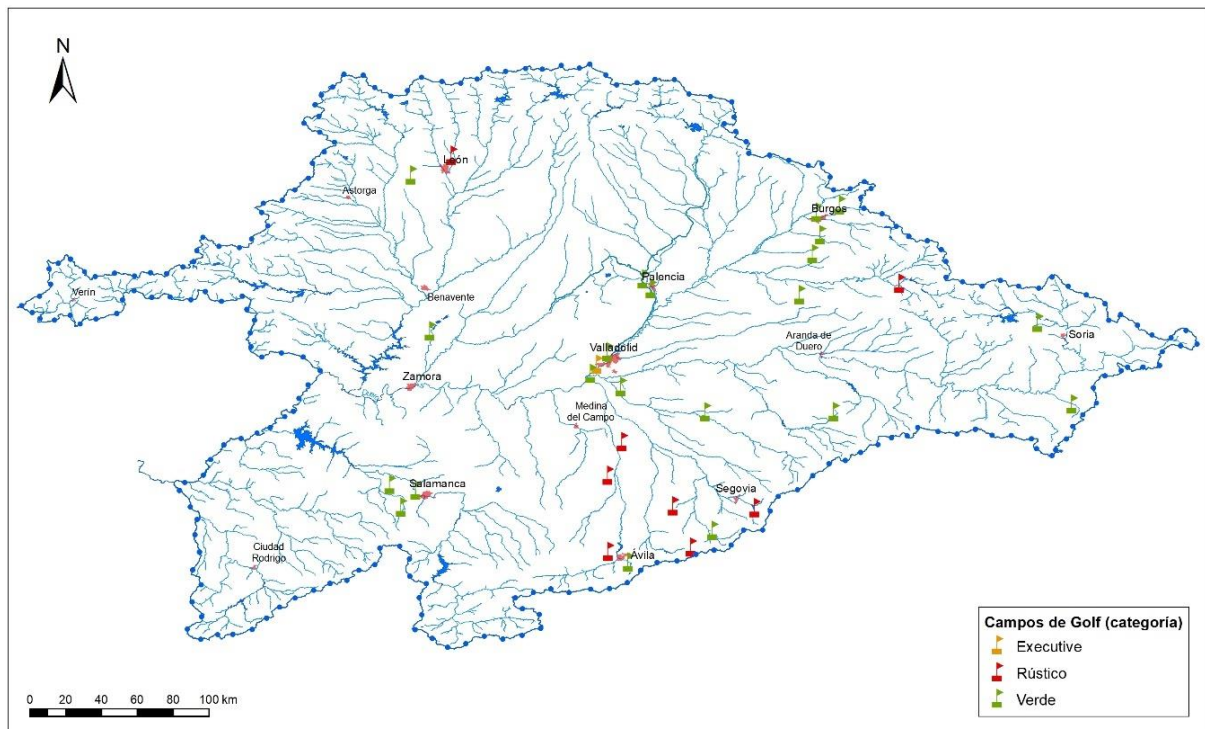 N
León
Astorga
Burgos
Verín
Palencia
Benavente
Soria
Aranda de
Duero
Valladolid
Zamora
Medina
del Campo
Salamanca
Segovia
Ciudad
Rodrigo
Ávila
Campos de Golf (categoría)
Executive
Rústico
Verde
0 20 40 60 80 100 km